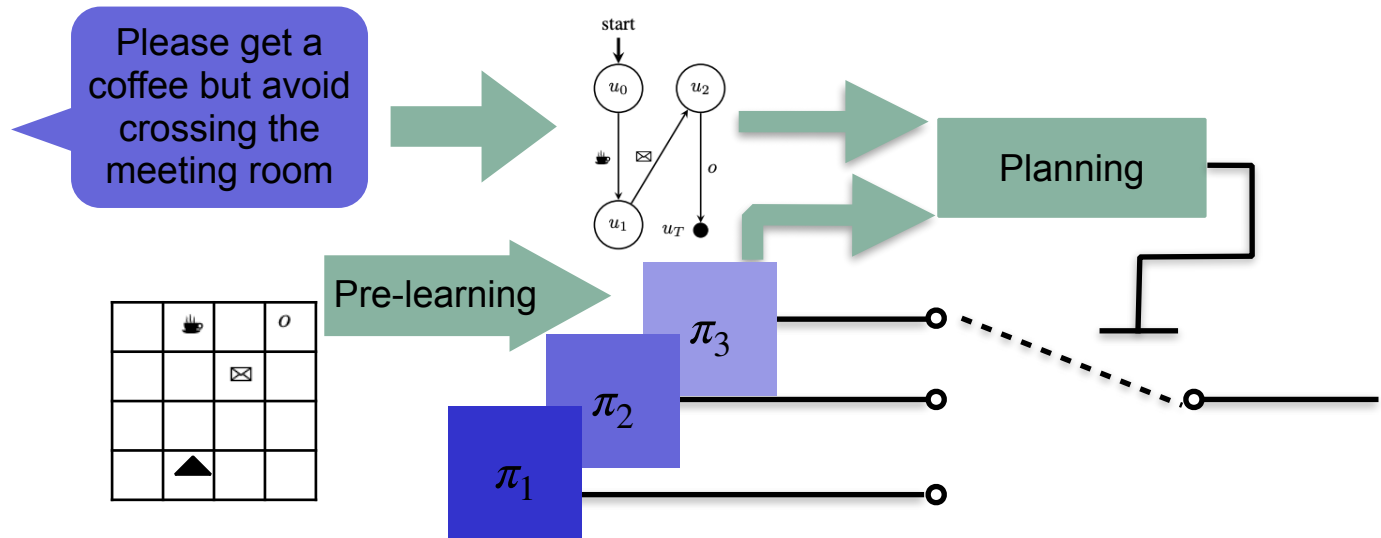 Please get a
coffee but avoid
crossing the
meeting room
start
u₀
u₂
o
u₁
u_T
Planning
Pre-learning
o
π₃
π₂
π₁